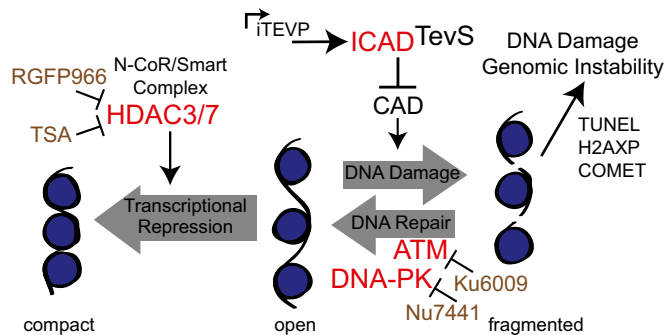 iTEVP
ICADTevS
CAD
DNA Damage
Genomic Instability
TUNEL
H2AXP
COMET
N-CoR/Smart
Complex
RGFP966
HDAC3/7
TSA
Transcriptional
Repression
DNA Damage
DNA Repair
ATM
DNA-PK
Ku6009
Nu7441
compact
open
fragmented